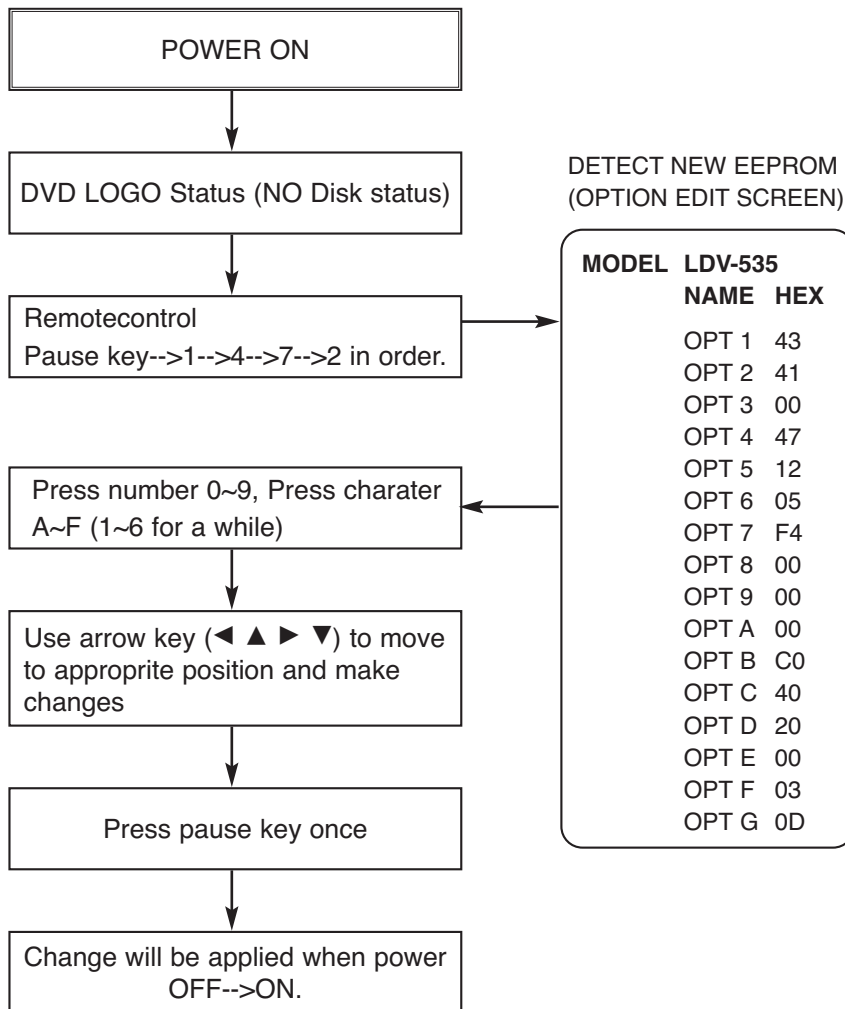 POWER ON
DVD LOGO Status (NO Disk status)
Remotecontrol
Pause key-->1-->4-->7-->2 in order.
DETECT NEW EEPROM
(OPTION EDIT SCREEN)
MODEL LDV-535
NAME HEX
OPT 1 43
OPT 2 41
OPT 3 00
OPT 4 47
OPT 5 12
OPT 6 05
OPT 7 F4
OPT 8 00
OPT 9 00
OPT A 00
OPT B C0
OPT C 40
OPT D 20
OPT E 00
OPT F 03
OPT G 0D
Press number 0~9, Press charater
A~F (1~6 for a while)
Use arrow key (◀ ▲ ▶ ▼) to move
to approprite position and make
changes
Press pause key once
Change will be applied when power
OFF-->ON.